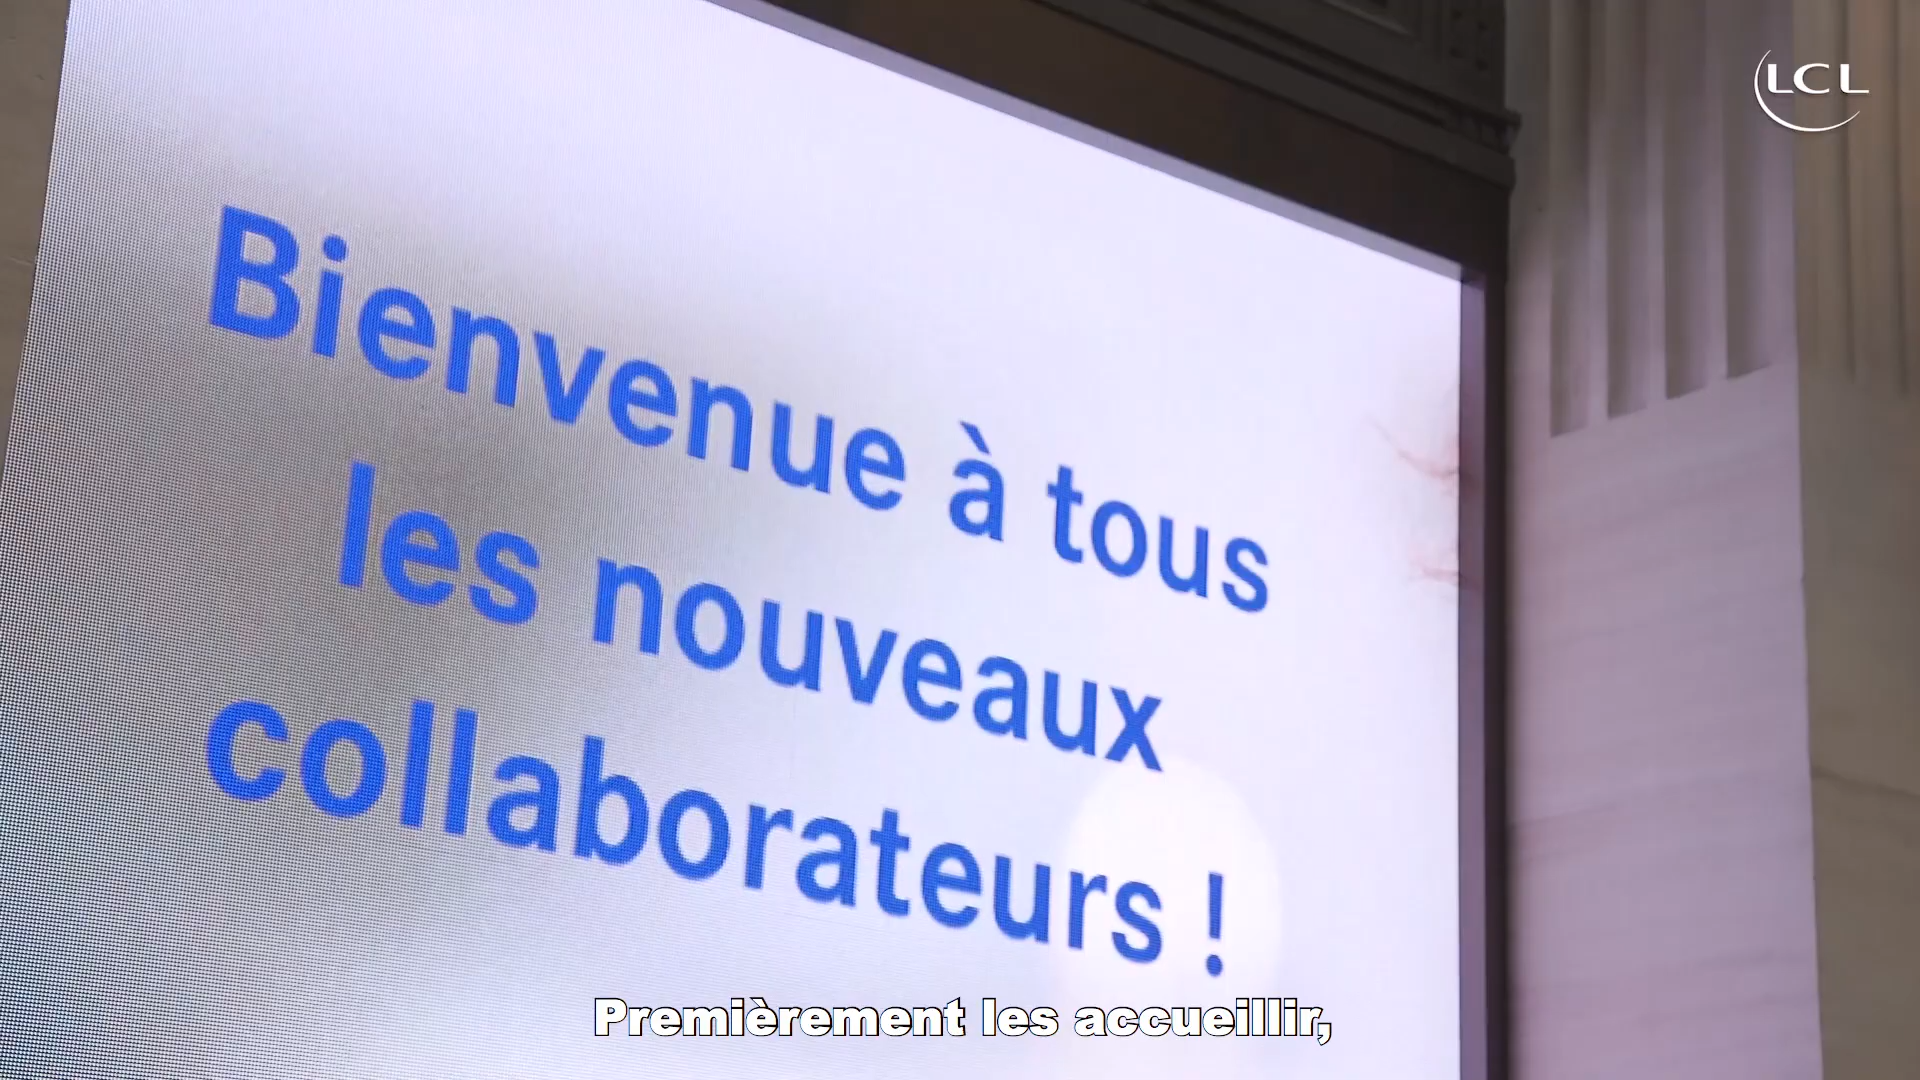 LCL
Bienvenue à tous
les nouveaux
collaborateurs !
Premièrement les accueillir,